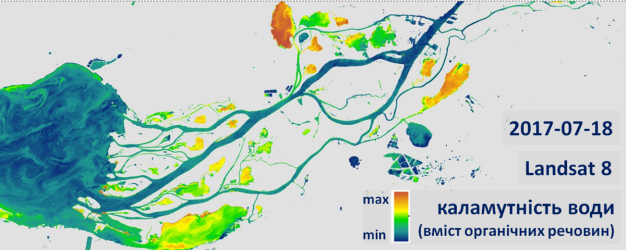 2017-07-18
Landsat 8
max
каламутність води
(вміст органічних речовин)
min